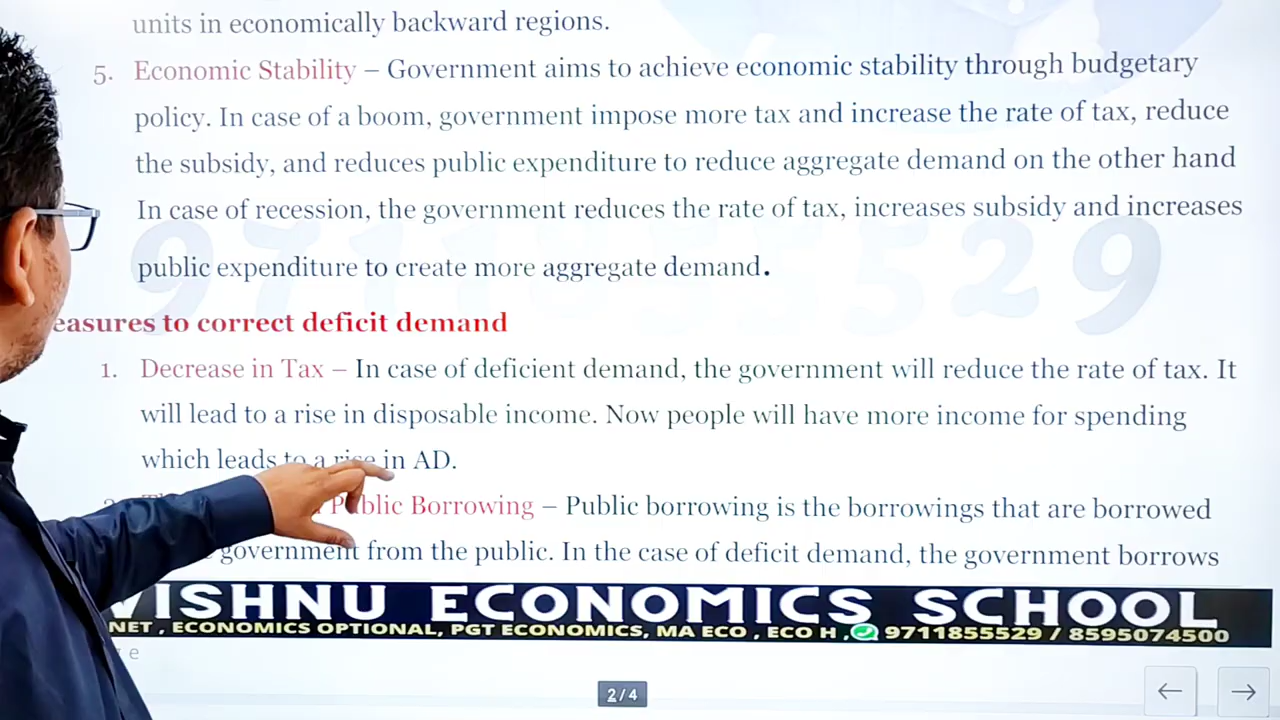 units in economically backward regions.
5. Economic Stability – Government aims to achieve economic stability through budgetary
policy. In case of a boom, government impose more tax and increase the rate of tax, reduce
the subsidy, and reduces public expenditure to reduce aggregate demand on the other hand
In case of recession, the government reduces the rate of tax, increases subsidy and increases
public expenditure to create more aggregate demand.
easures to correct deficit demand
1. Decrease in Tax – In case of deficient demand, the government will reduce the rate of tax. It
will lead to a rise in disposable income. Now people will have more income for spending
which leads to a rise in AD.
Public Borrowing – Public borrowing is the borrowings that are borrowed
government from the public. In the case of deficit demand, the government borrows
VISHNU ECONOMICS SCHOOL
NET , ECONOMICS OPTIONAL, PGT ECONOMICS, MA ECO , ECO H , 9711855529 / 8595074500
g e
2 / 4